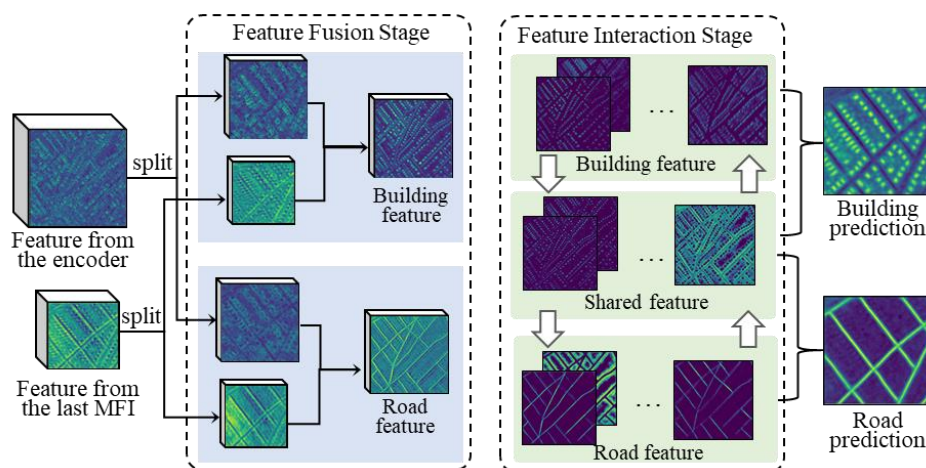 Feature Fusion Stage
Feature Interaction Stage
split
Feature from
the encoder
Building
feature
split
Feature from
the last MFI
Road
feature
...
Building feature
...
Shared feature
...
Road feature
Building
prediction
Road
prediction